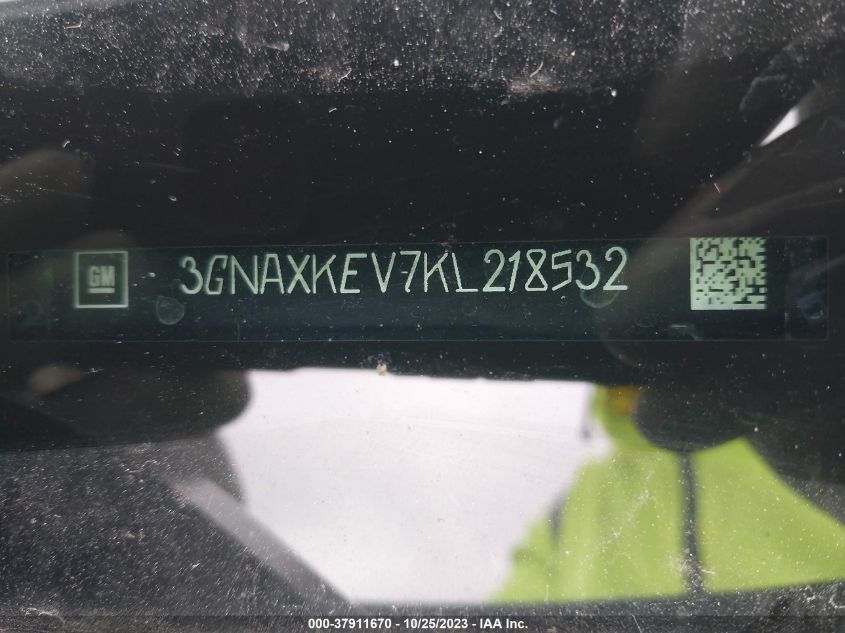 GM 3GNAXKEV7KL218532
000-37911670 - 10/25/2023 - IAA Inc.